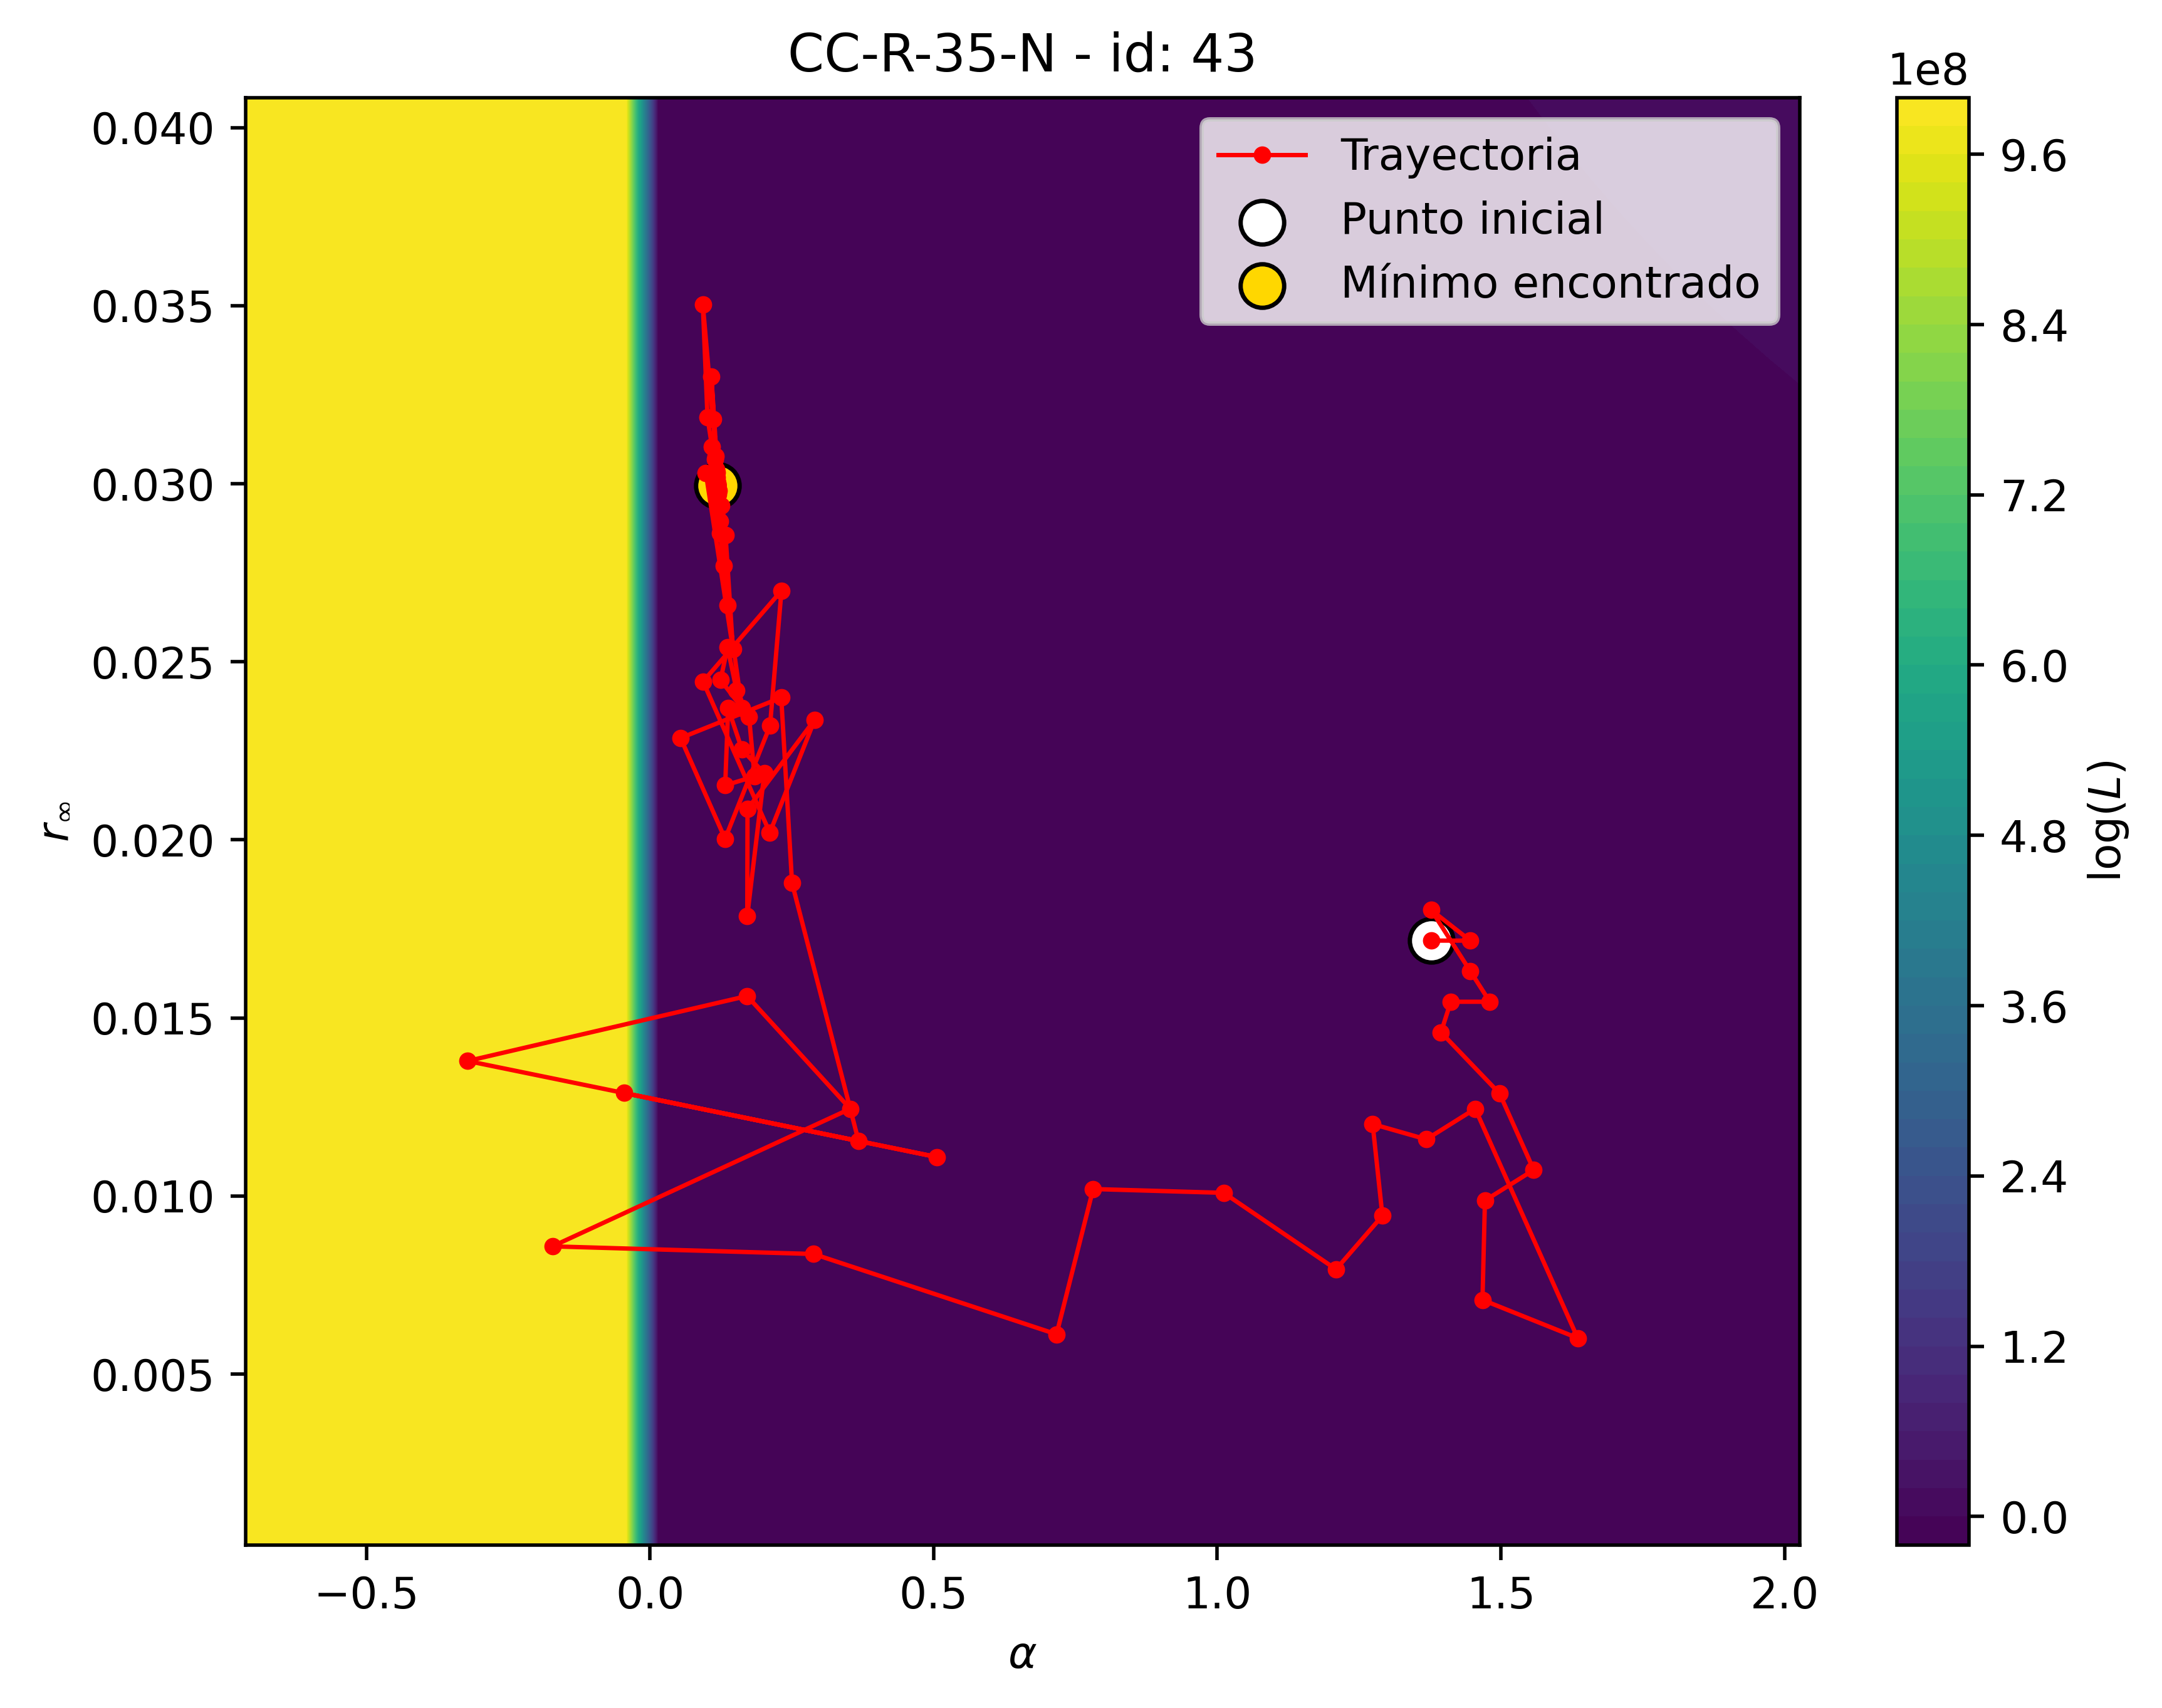 CC-R-35-N - id: 43
1e8
Trayectoria
Punto inicial
Mínimo encontrado
0.040
0.035
0.030
0.025
0.020
0.015
0.010
0.005
r∞
−0.5
0.0
0.5
1.0
1.5
2.0
α
9.6
8.4
7.2
6.0
4.8
3.6
2.4
1.2
0.0
log(L)